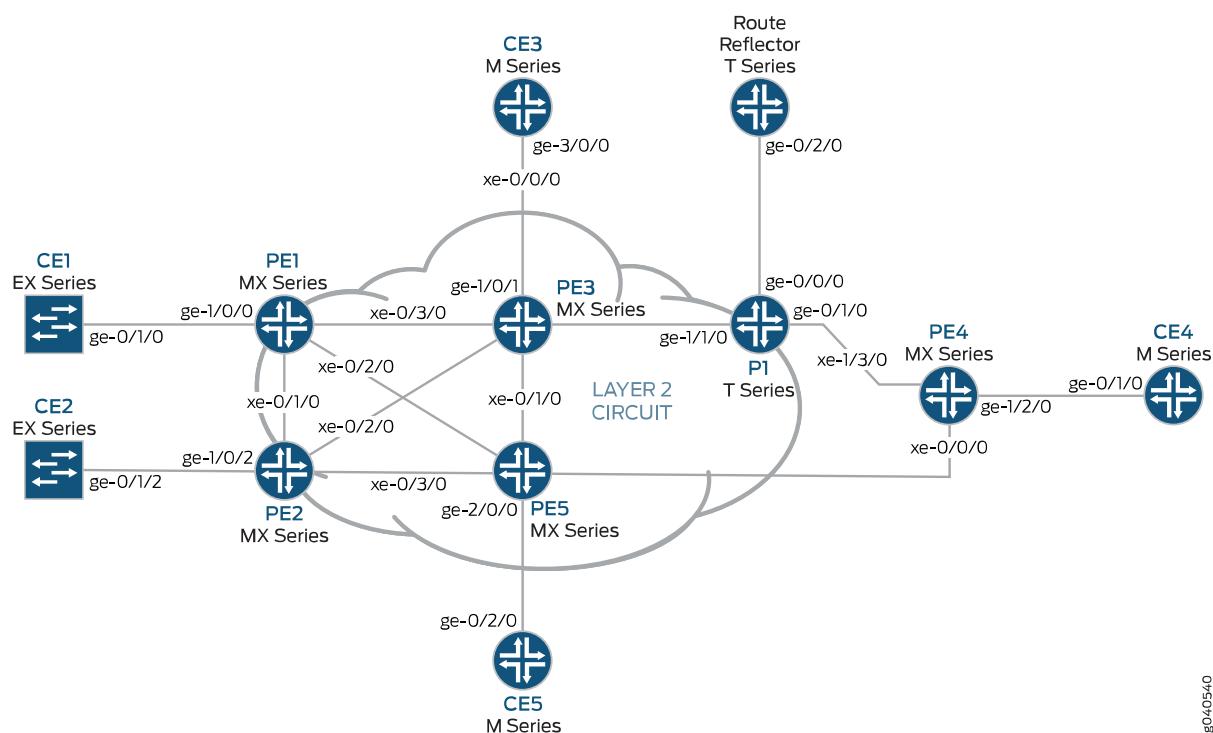 CE3
M Series
Route
Reflector
T Series
ge-3/0/0
ge-0/2/0
xe-0/0/0
CE1
EX Series
PE1
MX Series
ge-1/0/1
PE3
MX Series
ge-0/0/0
ge-0/1/0
ge-1/0/0
ge-0/1/0
xe-0/3/0
ge-1/1/0
P1
T Series
PE4
MX Series
CE4
M Series
xe-1/3/0
xe-0/2/0
ge-0/1/0
ge-1/2/0
CE2
EX Series
xe-0/1/0
xe-0/1/0
LAYER 2
CIRCUIT
xe-0/2/0
xe-0/0/0
ge-1/0/2
ge-0/1/2
xe-0/3/0
PE2
MX Series
ge-2/0/0
PE5
MX Series
ge-0/2/0
CE5
M Series
g040540